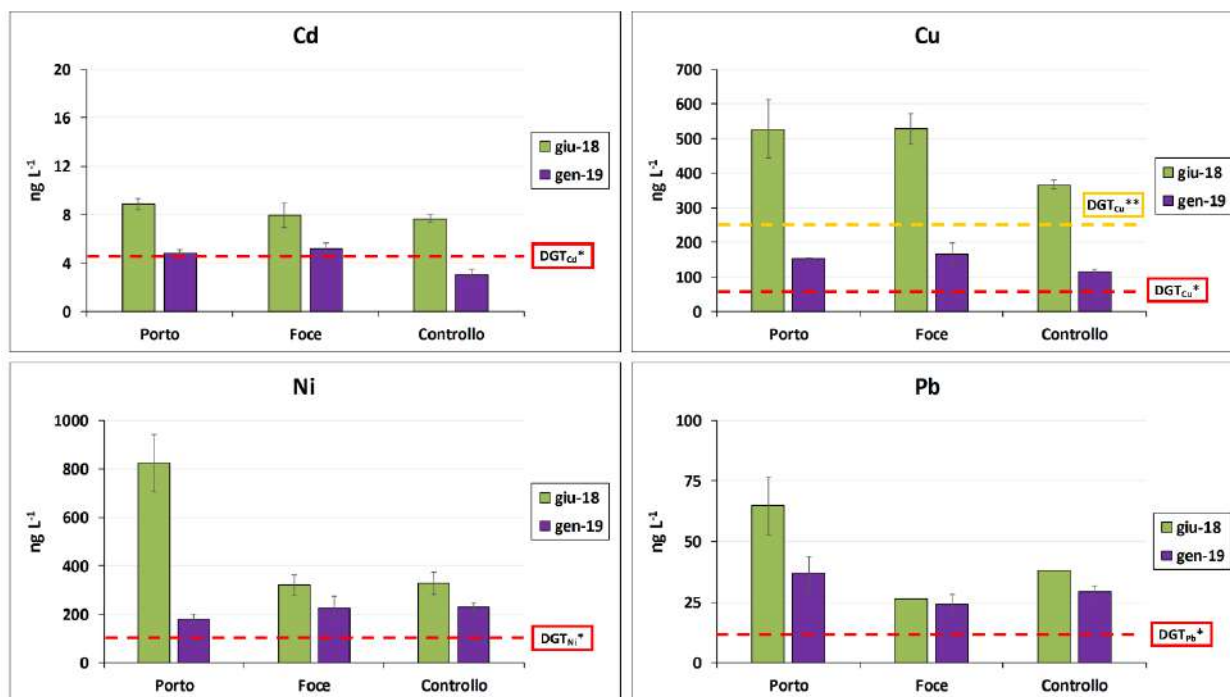 Cd
20
16
12
8
4
0
ng L-1
Porto Foce Controllo
giu-18
gen-19
DGTCd*
Cu
700
600
500
400
300
200
100
0
ng L-1
Porto Foce Controllo
DGTCu**
giu-18
gen-19
DGTCu*
Ni
1000
800
600
400
200
0
ng L-1
Porto Foce Controllo
giu-18
gen-19
DGTNi*
Pb
100
75
50
25
0
ng L-1
Porto Foce Controllo
giu-18
gen-19
DGTPb*